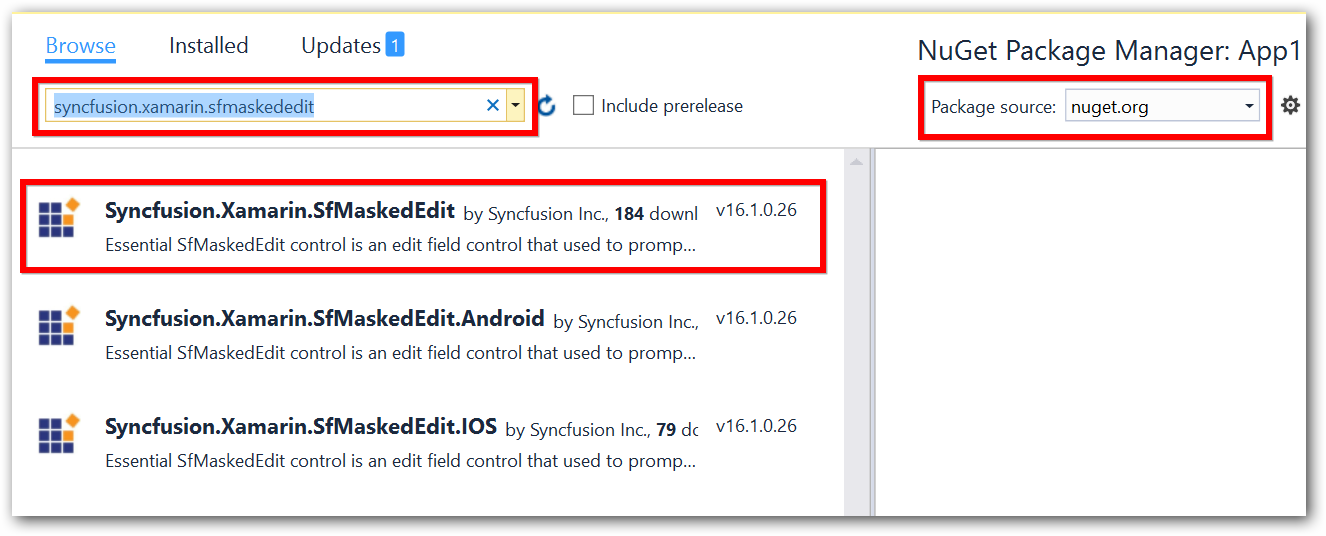 Browse Installed Updates 1
NuGet Package Manager: App1
syncfusion.xamarin.sfmaskededit
Include prerelease
Package source: nuget.org
Syncfusion.Xamarin.SfMaskedEdit by Syncfusion Inc., 184 downl v16.1.0.26
Essential SfMaskedEdit control is an edit field control that used to promp...
Syncfusion.Xamarin.SfMaskedEdit.Android by Syncfusion Inc., v16.1.0.26
Essential SfMaskedEdit control is an edit field control that used to promp...
Syncfusion.Xamarin.SfMaskedEdit.IOS by Syncfusion Inc., 79 dc v16.1.0.26
Essential SfMaskedEdit control is an edit field control that used to promp...